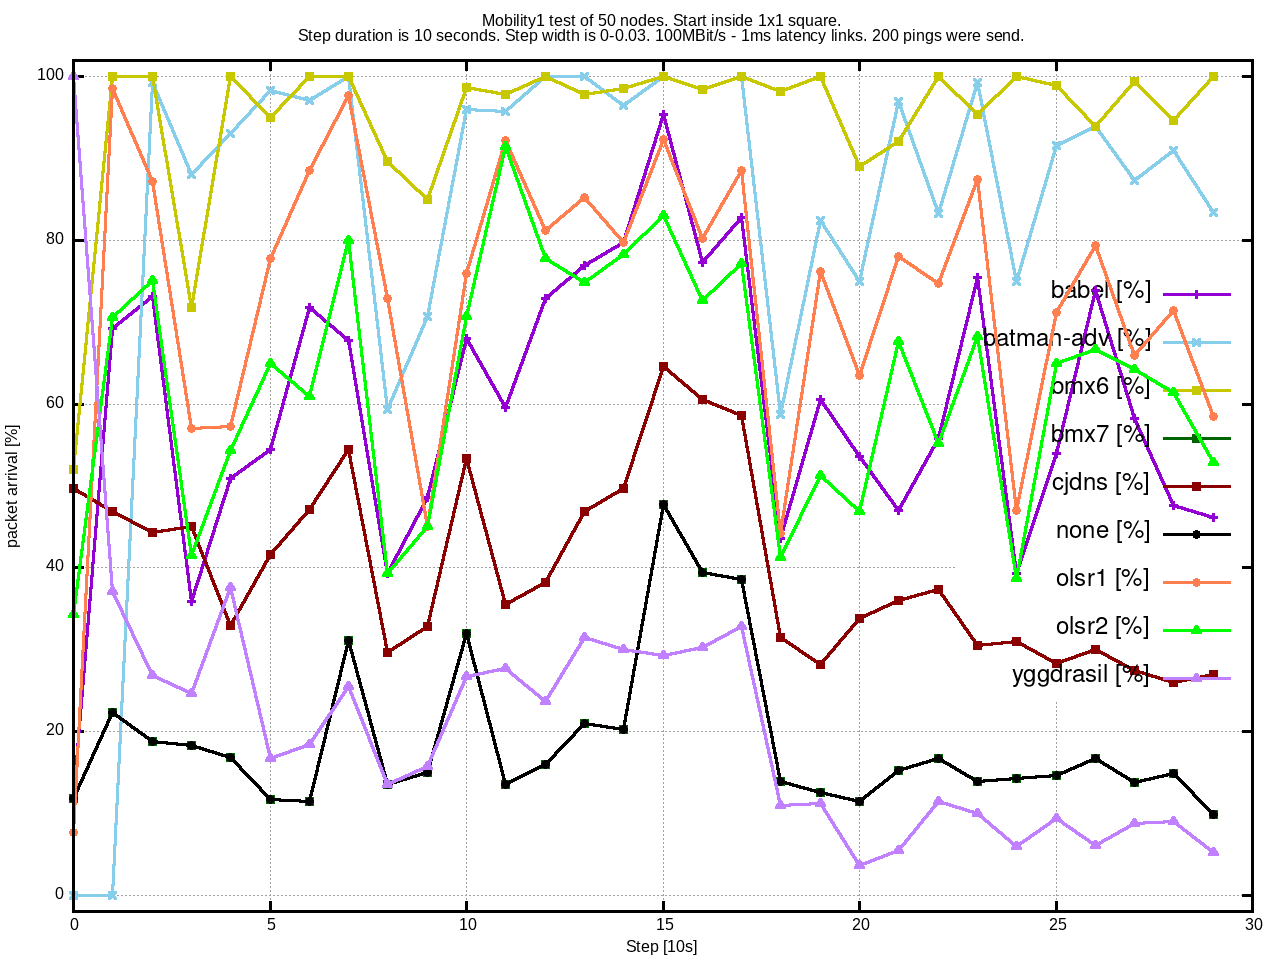 Mobility1 test of 50 nodes. Start inside 1x1 square.
Step duration is 10 seconds. Step width is 0-0.03. 100MBit/s - 1ms latency links. 200 pings were send.
100
80
60
40
20
0
packet arrival [%]
babel [%]
batman-adv [%]
bmx6 [%]
bmx7 [%]
cjdns [%]
none [%]
olsr1 [%]
olsr2 [%]
yggdrasil [%]
0 5 10 15 20 25 30
Step [10s]